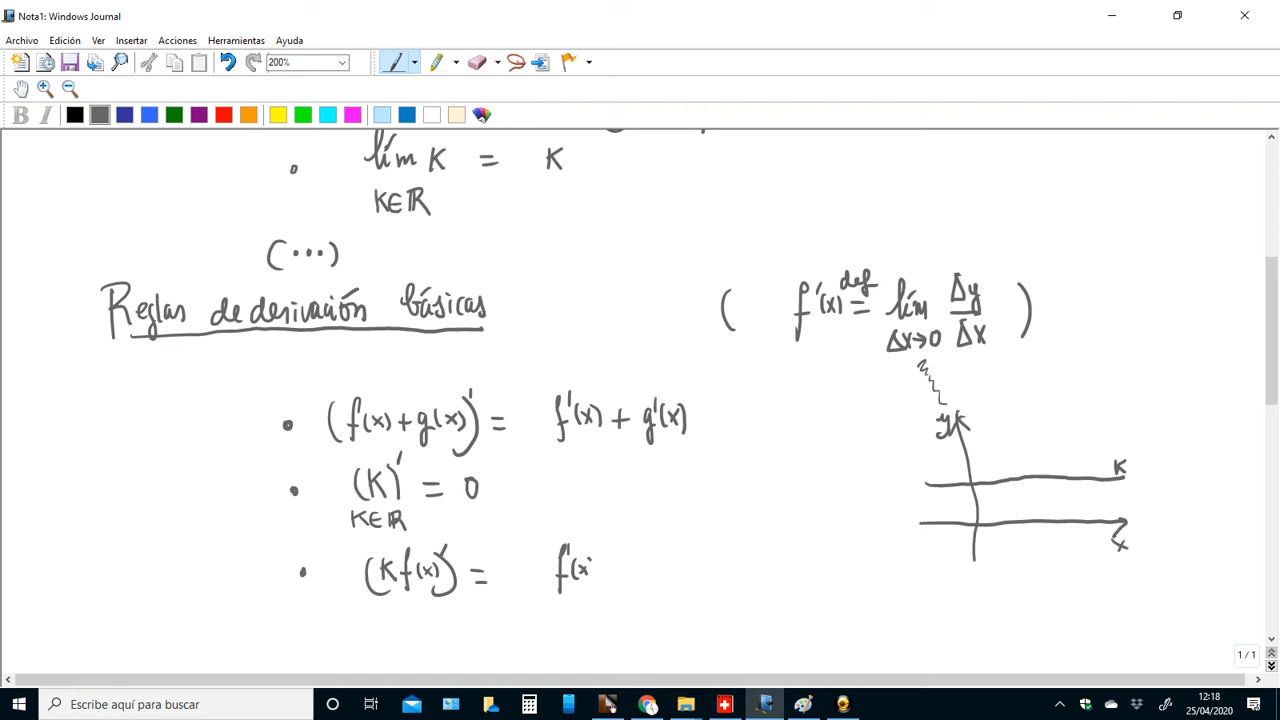 Nota1: Windows Journal
Archivo Edición Ver Insertar Acciones Herramientas Ayuda
200%
B I
• lím K = K
K∈ℝ
(···)
Reglas de derivación básicas
( f'(x) def= lím Δy/Δx )
Δx→0
• (f(x)+g(x))' = f'(x) + g'(x)
y
K
x
• (K)' = 0
K∈ℝ
• (K f(x))' = f'(x
1 / 1
Escribe aquí para buscar
12:18
25/04/2020